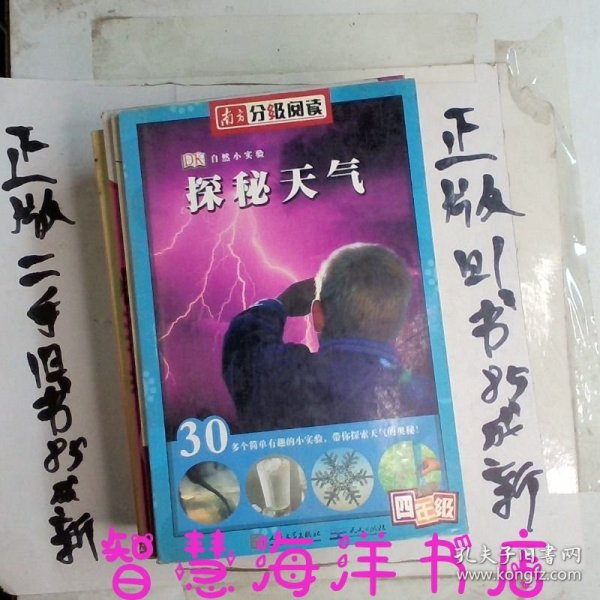 南方分级阅读
DK 自然小实验
探秘天气
30多个简单有趣的小实验，带你探索天气的奥秘！
四年级
正版二手旧书85成新
正版旧书85成新
智慧海洋书店
孔夫子旧书网
www.kongfz.com